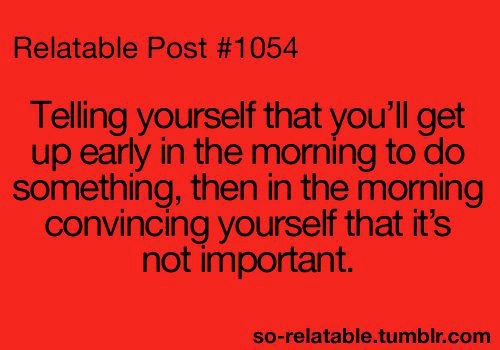 Relatable Post #1054
Telling yourself that you’ll get
up early in the morning to do
something, then in the morning
convincing yourself that it’s
not important.
so-relatable.tumblr.com